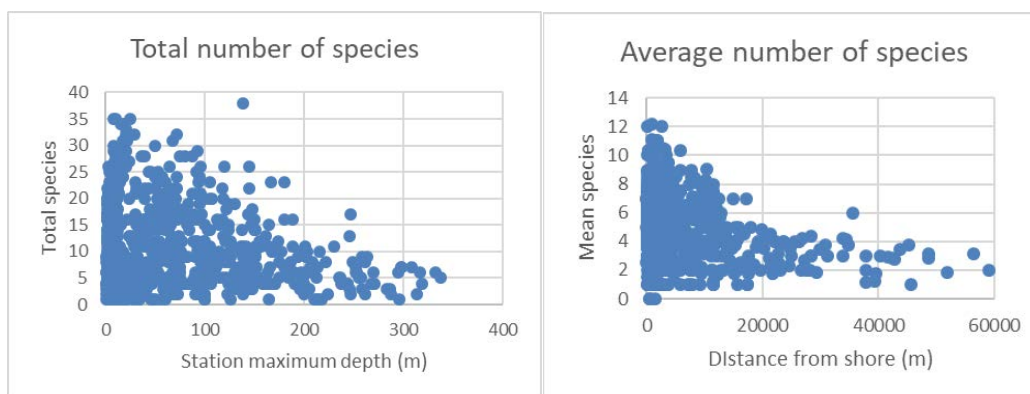 Total number of species
Total species
40
35
30
25
20
15
10
5
0
0 100 200 300 400
Station maximum depth (m)
Average number of species
Mean species
14
12
10
8
6
4
2
0
0 20000 40000 60000
DIstance from shore (m)